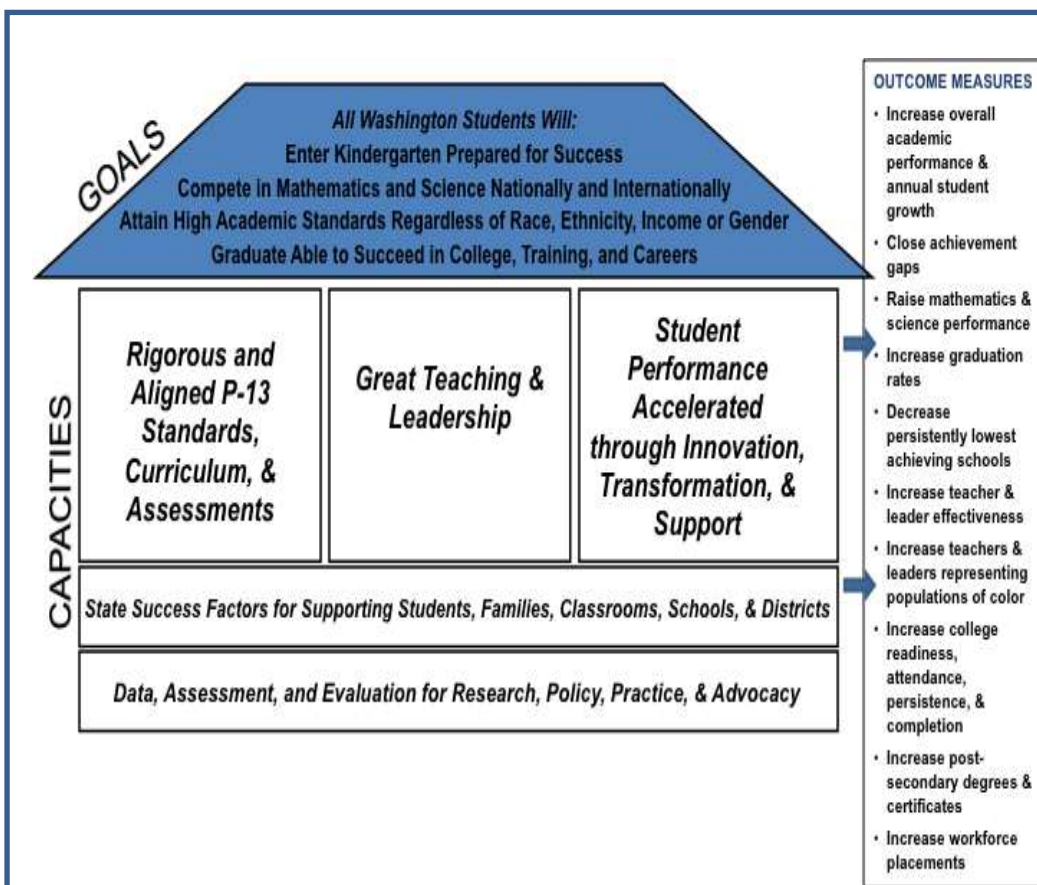 GOALS
All Washington Students Will:
Enter Kindergarten Prepared for Success
Compete in Mathematics and Science Nationally and Internationally
Attain High Academic Standards Regardless of Race, Ethnicity, Income or Gender
Graduate Able to Succeed in College, Training, and Careers
CAPACITIES
Rigorous and
Aligned P-13
Standards,
Curriculum, &
Assessments
Great Teaching &
Leadership
Student
Performance
Accelerated
through Innovation,
Transformation, &
Support
State Success Factors for Supporting Students, Families, Classrooms, Schools, & Districts
Data, Assessment, and Evaluation for Research, Policy, Practice, & Advocacy
OUTCOME MEASURES
• Increase overall
academic
performance &
annual student
growth
• Close achievement
gaps
• Raise mathematics &
science performance
• Increase graduation
rates
• Decrease
persistently lowest
achieving schools
• Increase teacher &
leader effectiveness
• Increase teachers &
leaders representing
populations of color
• Increase college
readiness,
attendance,
persistence, &
completion
• Increase post-
secondary degrees &
certificates
• Increase workforce
placements